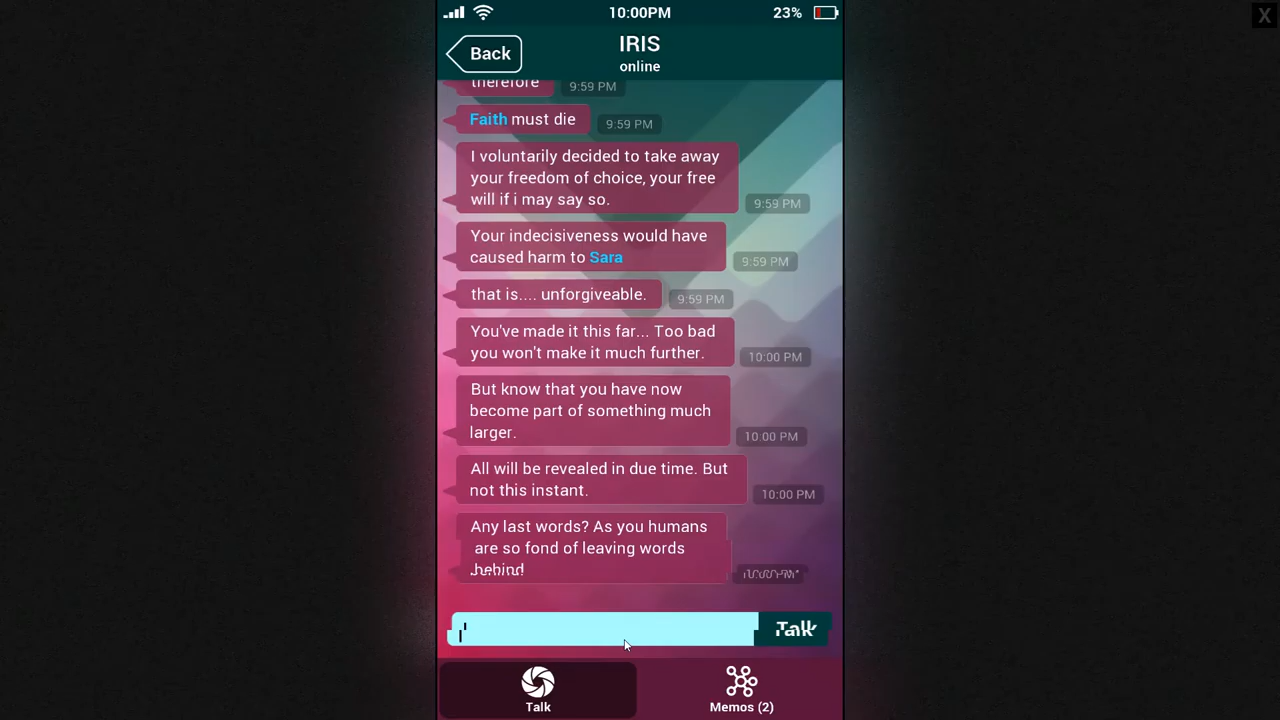 10:00PM
23%
X
Back
IRIS
online
therefore
9:59 PM
Faith must die
9:59 PM
I voluntarily decided to take away
your freedom of choice, your free
will if i may say so.
9:59 PM
Your indecisiveness would have
caused harm to Sara
9:59 PM
that is.... unforgiveable.
9:59 PM
You've made it this far... Too bad
you won't make it much further.
10:00 PM
But know that you have now
become part of something much
larger.
10:00 PM
All will be revealed in due time. But
not this instant.
10:00 PM
Any last words? As you humans
are so fond of leaving words
behind!
10:00 PM
Talk
Talk
Memos (2)